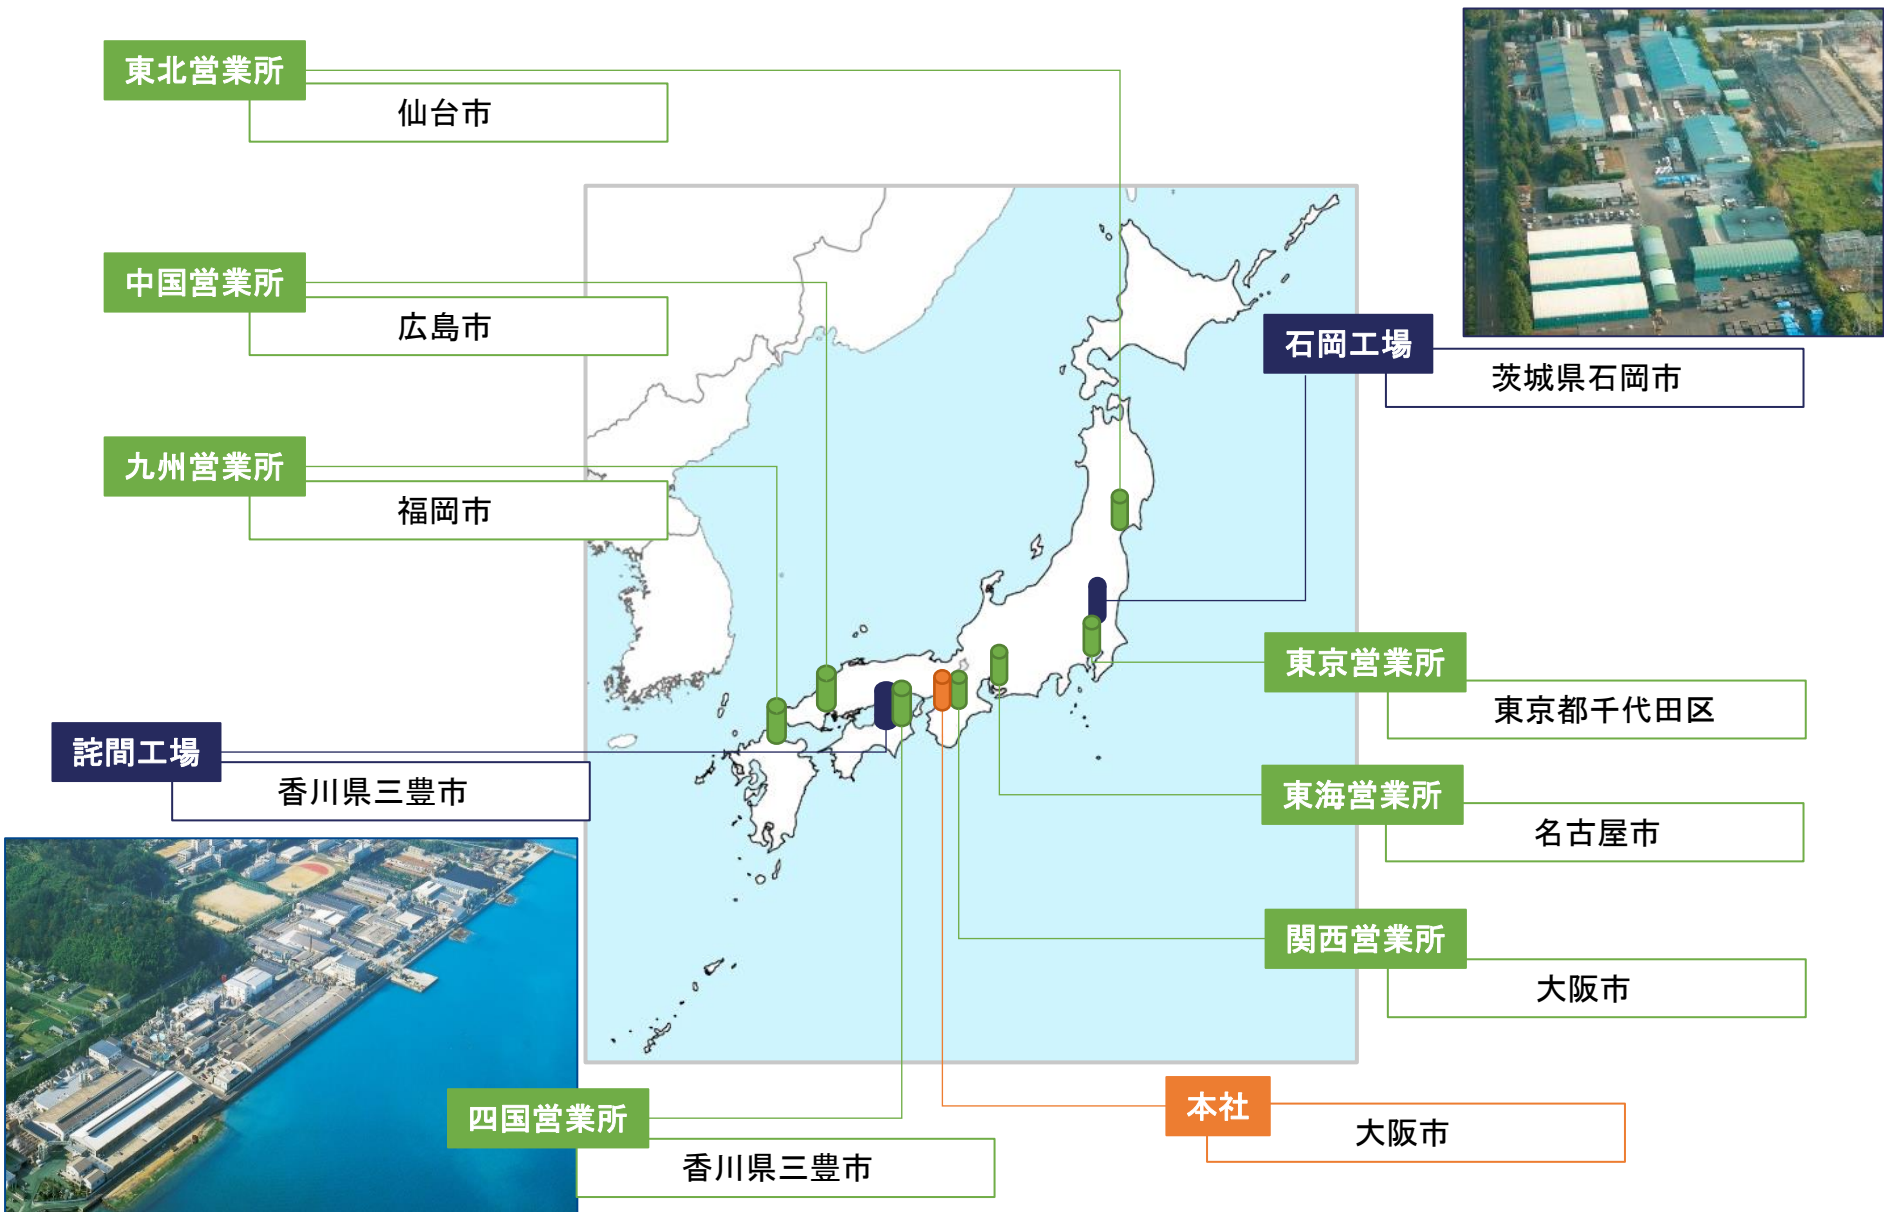 東北営業所
仙台市
中国営業所
広島市
九州営業所
福岡市
詫間工場
香川県三豊市
四国営業所
香川県三豊市
石岡工場
茨城県石岡市
東京営業所
東京都千代田区
東海営業所
名古屋市
関西営業所
大阪市
本社
大阪市